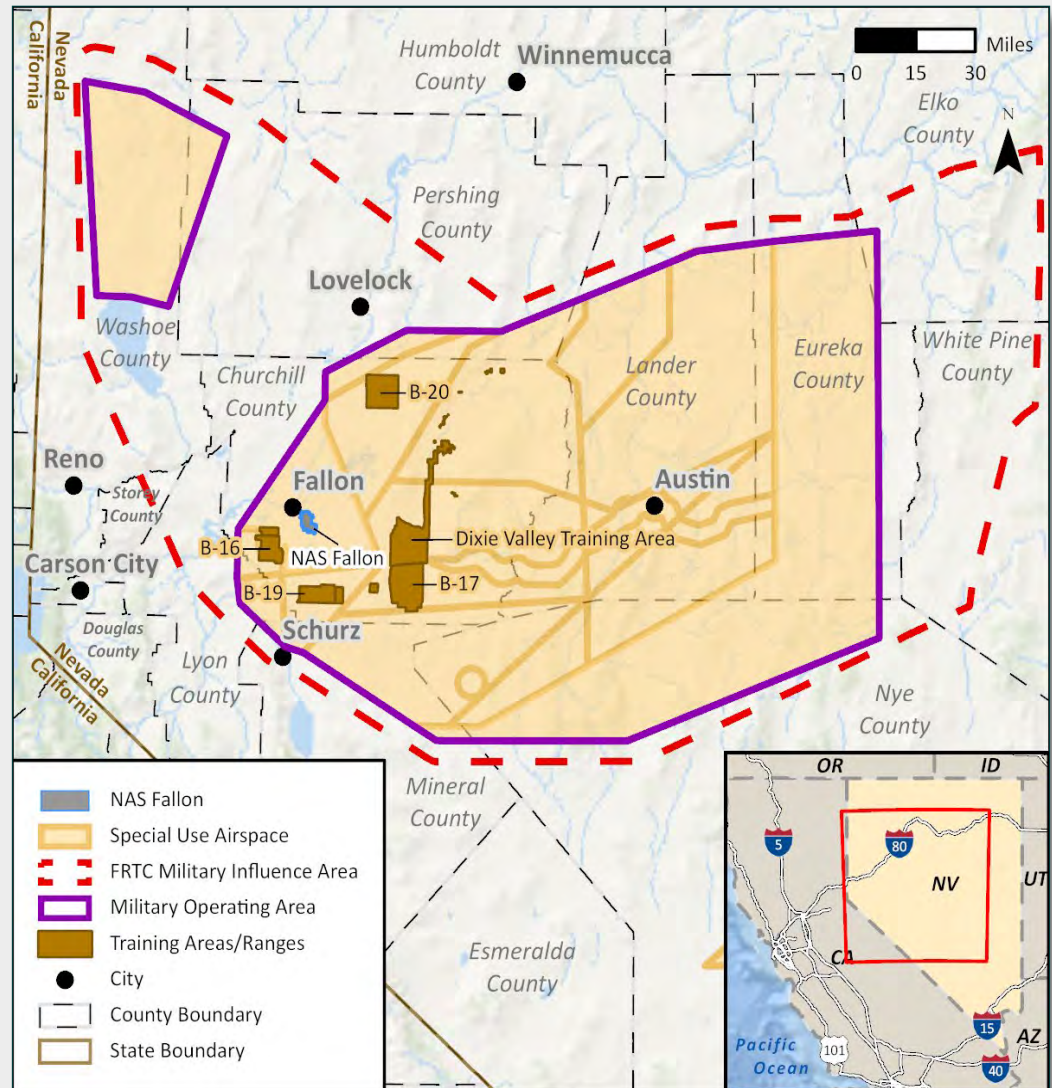 Nevada
California
Humboldt
County
Winnemucca
Miles
0 15 30
Elko
County
N
Pershing
County
Lovelock
Washoe
County
Churchill
County
B-20
Lander
County
Eureka
County
White Pine
County
Reno
Storey
County
Fallon
Austin
B-16
NAS Fallon
Dixie Valley Training Area
Carson City
B-19
B-17
Douglas
County
Schurz
Lyon
County
Nevada
California
Nye
County
Mineral
County
Esmeralda
County
NAS Fallon
Special Use Airspace
FRTC Military Influence Area
Military Operating Area
Training Areas/Ranges
City
County Boundary
State Boundary
OR
ID
5
80
NV
UT
CA
15
AZ
Pacific
Ocean
101
40